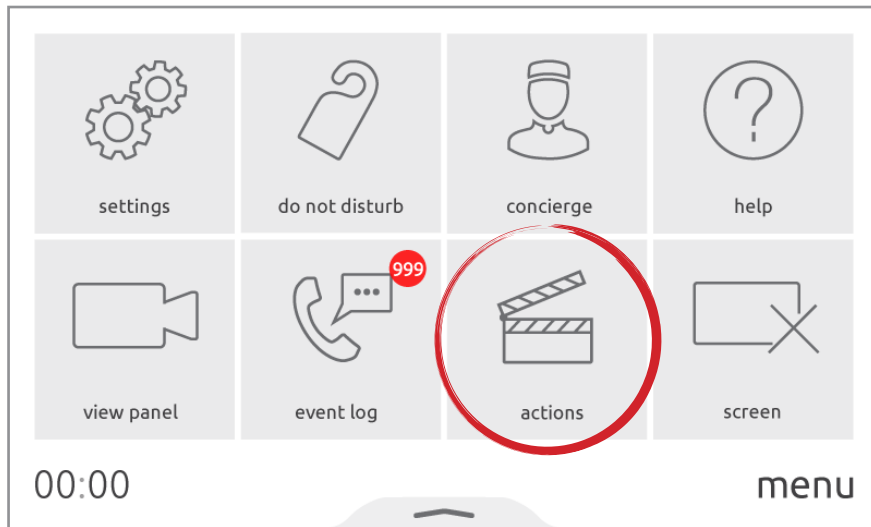 settings
do not disturb
concierge
help
999
view panel
event log
actions
screen
00:00
menu